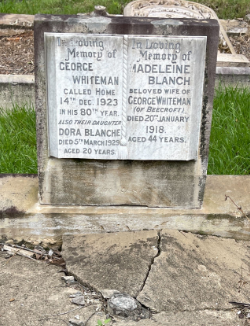 In Loving
Memory of
GEORGE
WHITEMAN
CALLED HOME
14TH DEC. 1923
IN HIS 80TH YEAR.
ALSO THEIR DAUGHTER
DORA BLANCHE
DIED 5TH MARCH 1929.
AGED 20 YEARS.
In Loving
Memory of
MADELEINE
BLANCH
BELOVED WIFE OF
GEORGE WHITEMAN
(OF BEECROFT)
DIED 20TH JANUARY
1918.
AGED 44 YEARS.